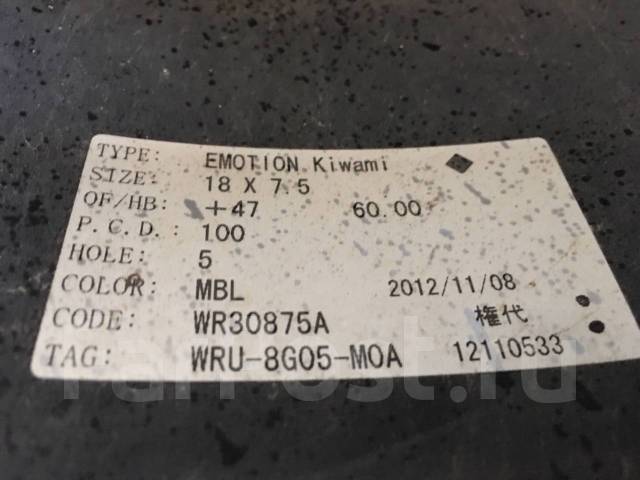 TYPE: EMOTION Kiwami
SIZE: 18 X 7.5
OF/HB: +47 60.00
P.C.D.: 100
HOLE: 5
COLOR: MBL 2012/11/08
CODE: WR30875A 権代
TAG: WRU-8G05-MOA 12110533